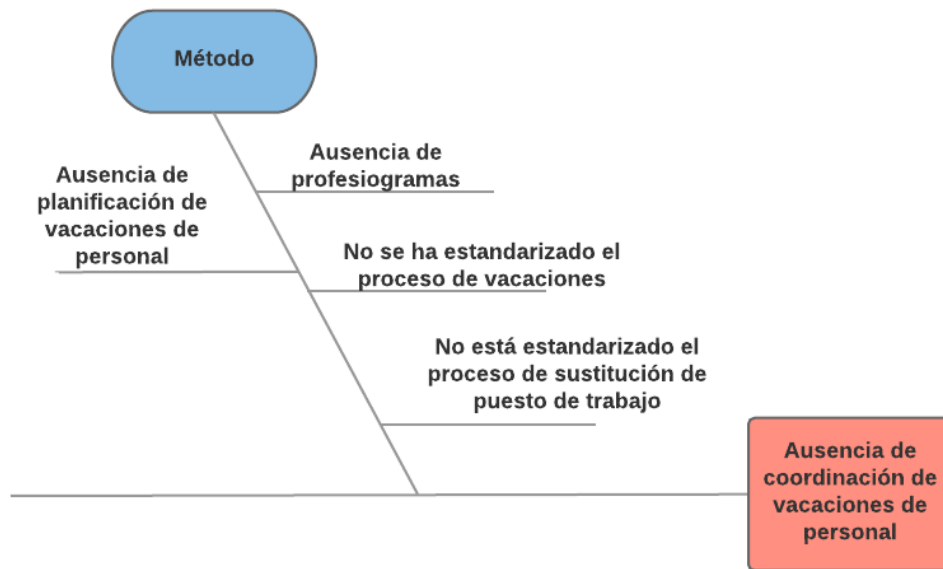 Método
Ausencia de
profesiogramas
Ausencia de
planificación de
vacaciones de
personal
No se ha estandarizado el
proceso de vacaciones
No está estandarizado el
proceso de sustitución de
puesto de trabajo
Ausencia de
coordinación de
vacaciones de
personal